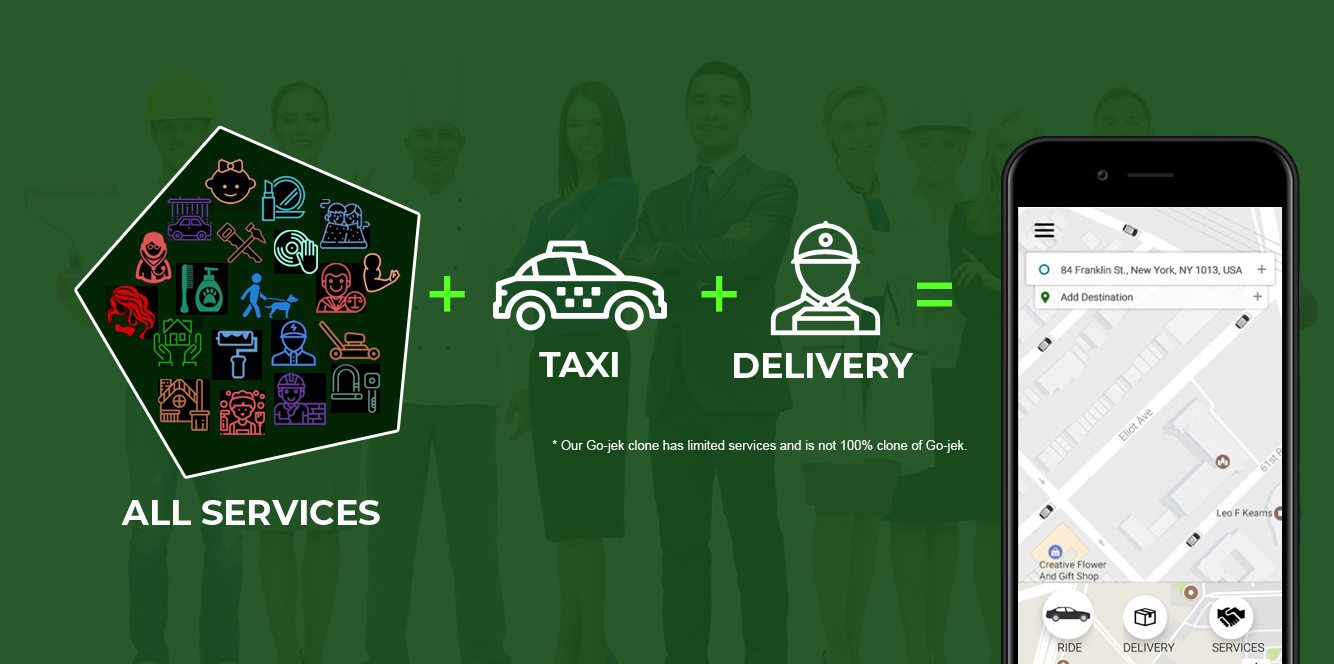 ALL SERVICES
+
TAXI
+
DELIVERY
=
* Our Go-jek clone has limited services and is not 100% clone of Go-jek.
84 Franklin St., New York, NY 1013, USA +
Add Destination +
Eliot Ave
61st R
Leo F Kearns
Creative Flower
And Gift Shop
RIDE
DELIVERY
SERVICES